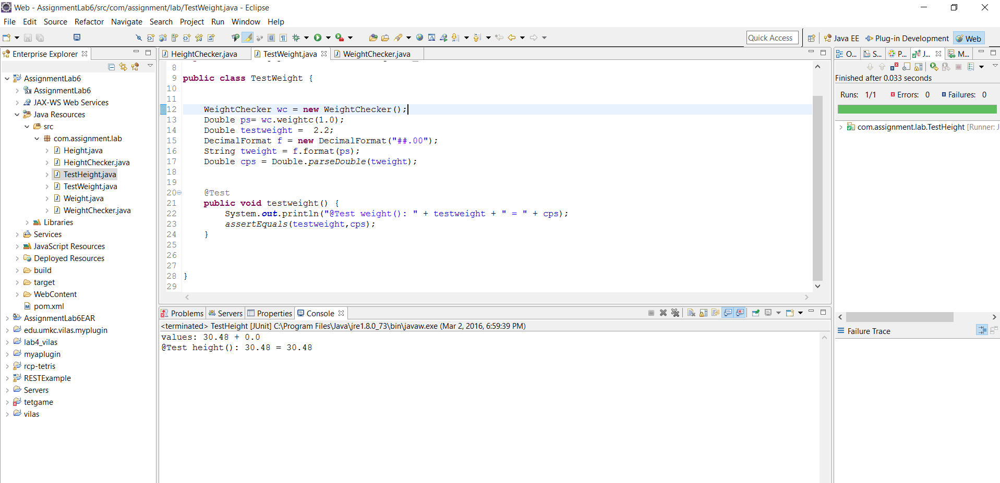 Web - AssignmentLab6/src/com/assignment/lab/TestWeight.java - Eclipse
File Edit Source Refactor Navigate Search Project Run Window Help
Quick Access Java EE Plug-in Development Web
Enterprise Explorer
AssignmentLab6
AssignmentLab6
JAX-WS Web Services
Java Resources
src
com.assignment.lab
Height.java
HeightChecker.java
TestHeight.java
TestWeight.java
Weight.java
WeightChecker.java
Libraries
Services
JavaScript Resources
Deployed Resources
build
target
WebContent
pom.xml
AssignmentLab6EAR
edu.umkc.vilas.myplugin
lab4_vilas
myaplugin
rcp-tetris
RESTExample
Servers
tetgame
vilas
HeightChecker.java TestWeight.java WeightChecker.java
8
9 public class TestWeight {
10
11
12 WeightChecker wc = new WeightChecker();
13 Double ps= wc.weightc(1.0);
14 Double testweight =  2.2;
15 DecimalFormat f = new DecimalFormat("##.00");
16 String tweight = f.format(ps);
17 Double cps = Double.parseDouble(tweight);
18
19
20 @Test
21 public void testweight() {
22 System.out.println("@Test weight(): " + testweight + " = " + cps);
23 assertEquals(testweight,cps);
24 }
25
26
27
28 }
29
Problems Servers Properties Console
<terminated> TestHeight [JUnit] C:\Program Files\Java\jre1.8.0_73\bin\javaw.exe (Mar 2, 2016, 6:59:39 PM)
values: 30.48 + 0.0
@Test height(): 30.48 = 30.48
O... S... P... J... M...
Finished after 0.033 seconds
Runs: 1/1 Errors: 0 Failures: 0
com.assignment.lab.TestHeight [Runner: J
Failure Trace